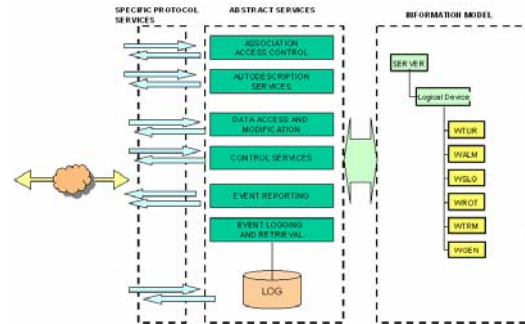 SPECIFIC PROTOCOL
SERVICES
ABSTRACT SERVICES
INFORMATION MODEL
ASSOCIATION
ACCESS CONTROL
AUTODESCRIPTION
SERVICES
DATA ACCESS AND
MODIFICATION
CONTROL SERVICES
EVENT REPORTING
EVENT LOGGING
AND RETRIEVAL
LOG
SERVER
Logical Device
WTUR
WALM
WSLG
WROT
WTRM
WGEN